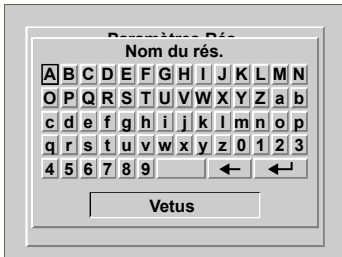 Paramètres Rés.
Nom du rés.
A B C D E F G H I J K L M N
O P Q R S T U V W X Y Z a b
c d e f g h i j k l m n o p
q r s t u v w x y z 0 1 2 3
4 5 6 7 8 9 ← ↵
Vetus